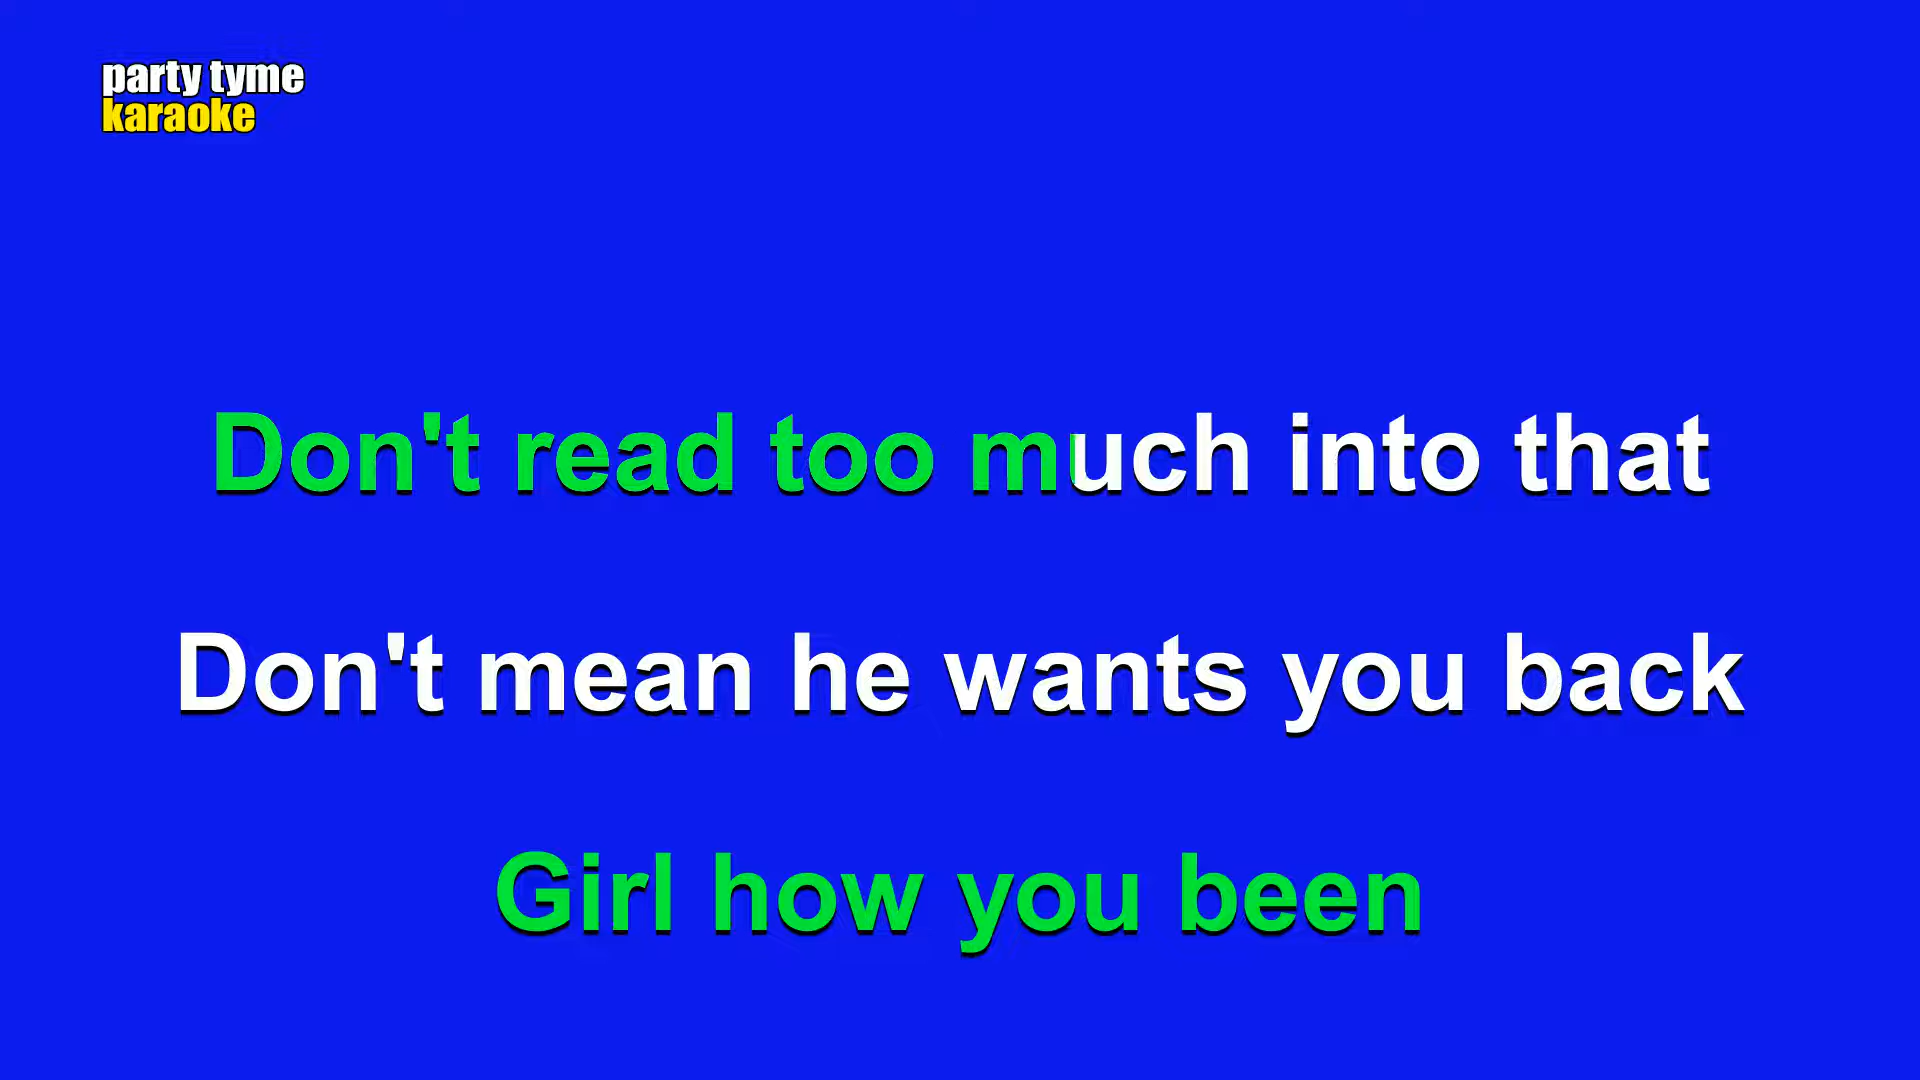 party tyme
karaoke
Don't read too much into that
Don't mean he wants you back
Girl how you been